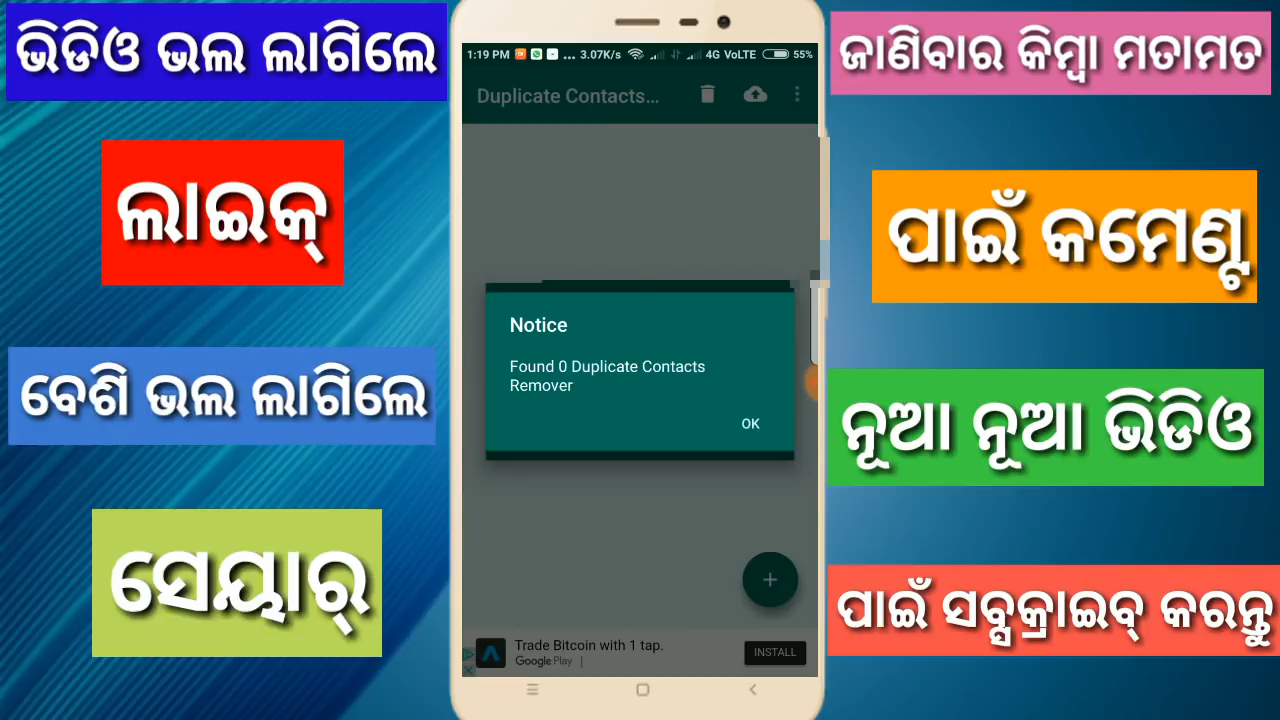 ଭିଡିଓ ଭଲ ଲାଗିଲେ
ଲାଇକ୍
ବେଶି ଭଲ ଲାଗିଲେ
ସେୟାର୍
1:19 PM ... 3.07K/s 4G VoLTE 55%
Duplicate Contacts...
Notice
Found 0 Duplicate Contacts
Remover
OK
+
Trade Bitcoin with 1 tap.
Google Play |
INSTALL
ଜାଣିବାର କିମ୍ବା ମତାମତ
ପାଇଁ କମେଣ୍ଟ
ନୂଆ ନୂଆ ଭିଡିଓ
ପାଇଁ ସବ୍ସକ୍ରାଇବ୍ କରନ୍ତୁ